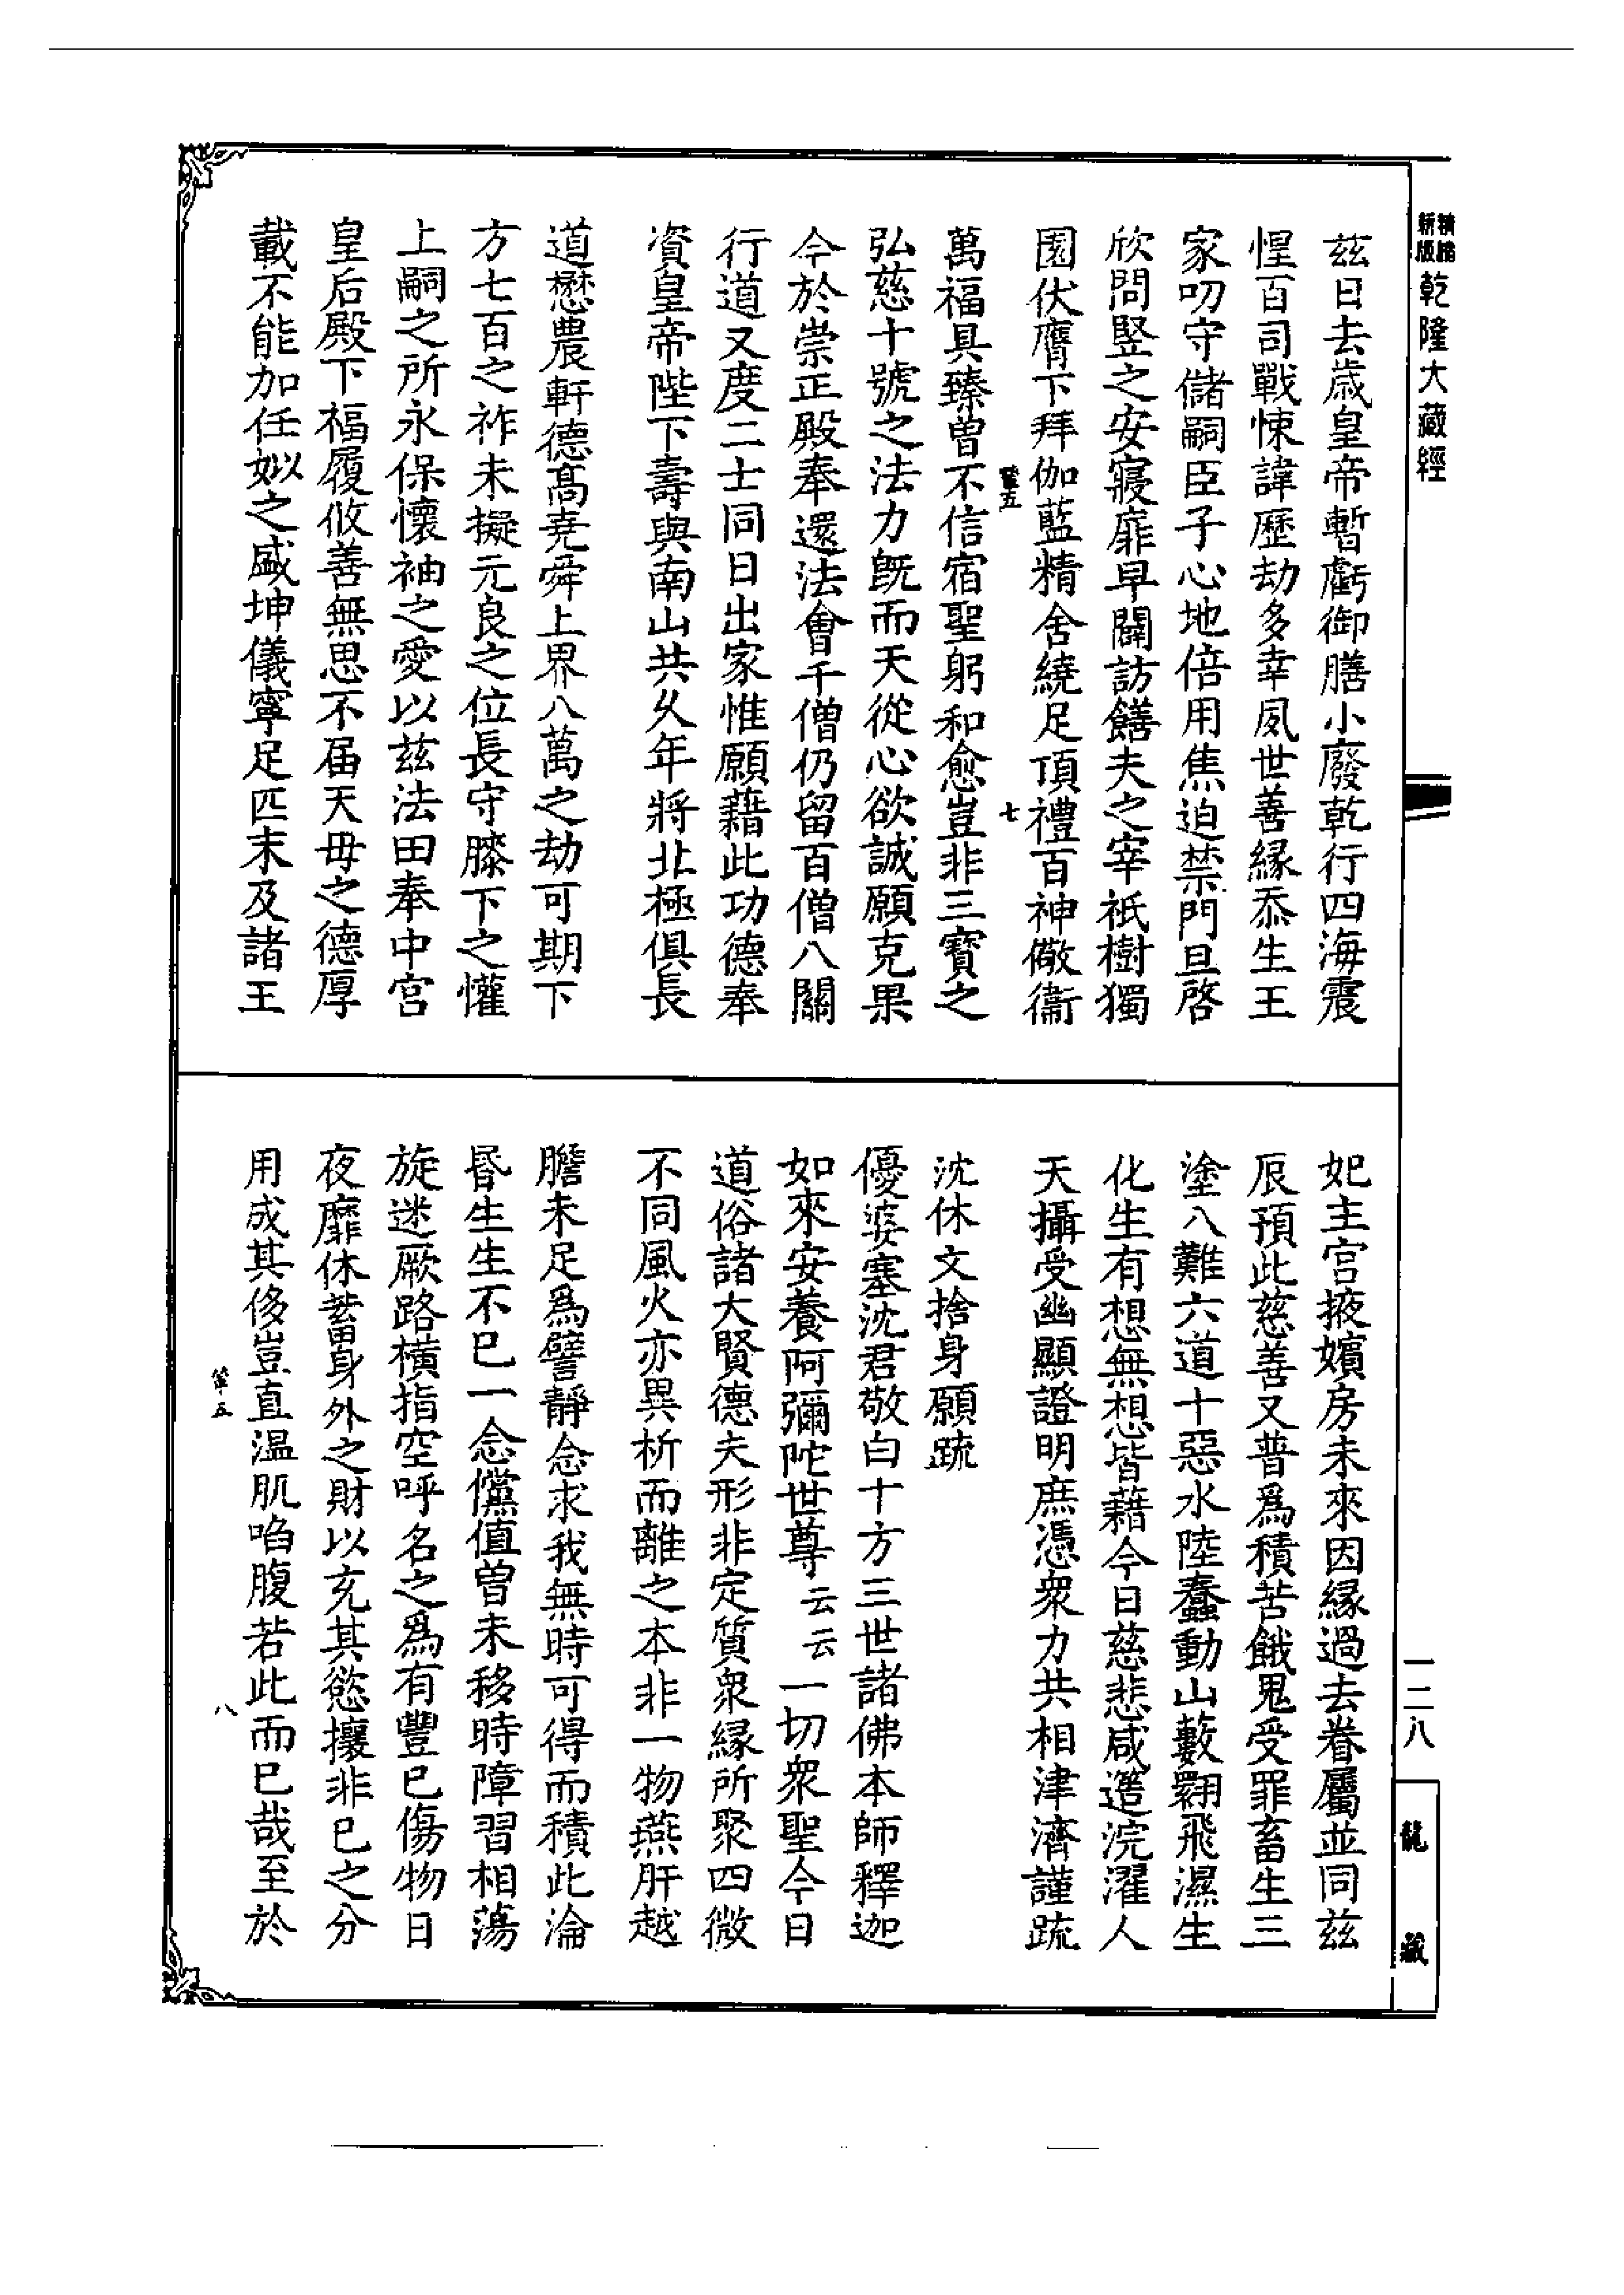 精縮
新版
乾隆大藏經
茲日去歲皇帝暫虧御膳小廢乾行四海震
惺百司戰悚諱歷劫多幸夙世善緣忝生王
家叨守儲嗣臣子心地倍用焦迫禁門旦啓
欣問竪之安寢扉早闢訪饍夫之宰祇樹獨
園伏膺下拜伽藍精舍繞足頂禮百神儆衞
萬福具臻曾不信宿聖躬和愈豈非三寶之
弘慈十號之法力旣而天從心欲誠願克果
今於崇正殿奉還法會千僧仍留百僧八關
行道又度二士同日出家惟願藉此功德奉
資皇帝陛下壽與南山共久年將北極俱長
道懋農軒德髙堯舜上界八萬之劫可期下
方七百之祚未擬元良之位長守膝下之懽
上嗣之所永保懷袖之愛以茲法田奉中宮
皇后殿下福履攸善無思不届天母之德厚
載不能加任姒之盛坤儀寧足匹末及諸王
五
七
妃主宮掖嬪房未來因緣過去眷屬並同茲
辰預此慈善又普爲積苦餓鬼受罪畜生三
塗八難六道十惡水陸蠢動山藪翾飛濕生
化生有想無想皆藉今日慈悲咸濯浣濯人
天攝受幽顯證明庶憑衆力共相津濟謹疏
沈休文捨身願疏
優婆塞沈君敬白十方三世諸佛本師釋迦
如來安養阿彌陀世尊云云一切衆聖今日
道俗諸大賢德夫形非定質衆緣所聚四微
不同風火亦異析而離之本非一物燕肝越
膽未足爲譬靜念求我無時可得而積此淪
昬生生不已一念儻值曾未移時障習相蕩
旋迷厥路橫指空呼名之爲有豐已傷物日
夜靡休蓄身外之財以充其慾攘非已之分
用成其侈豈直溫肌啗腹若此而已哉至於
五
八
一二八
龍藏